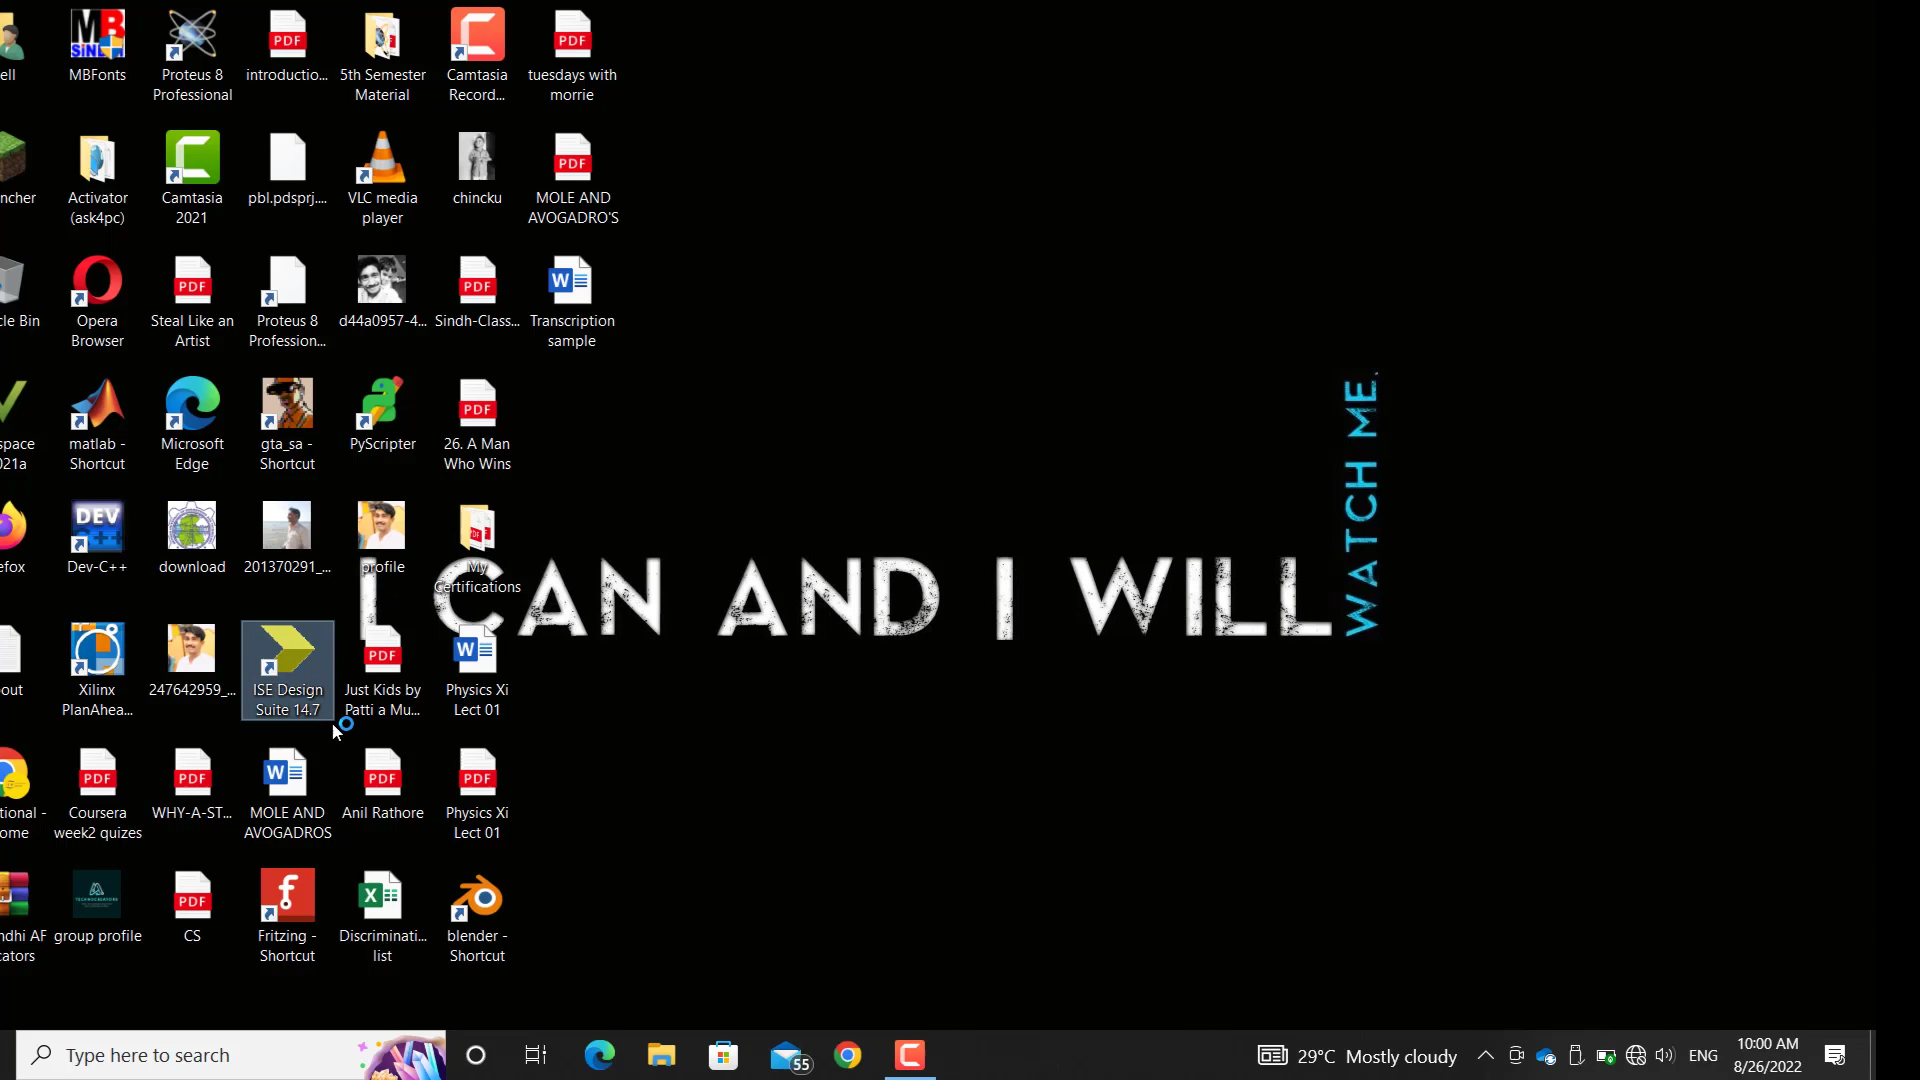 ell
MBFonts
Proteus 8
Professional
introductio...
5th Semester
Material
Camtasia
Record...
tuesdays with
morrie
ncher
Activator
(ask4pc)
Camtasia
2021
pbl.pdsprj....
VLC media
player
chincku
MOLE AND
AVOGADRO'S
cle Bin
Opera
Browser
Steal Like an
Artist
Proteus 8
Profession...
d44a0957-4...
Sindh-Class...
Transcription
sample
space
021a
matlab -
Shortcut
Microsoft
Edge
gta_sa -
Shortcut
PyScripter
26. A Man
Who Wins
efox
Dev-C++
download
201370291_...
profile
My
Certifications
I CAN AND I WILL
WATCH ME.
out
Xilinx
PlanAhea...
247642959_...
ISE Design
Suite 14.7
Just Kids by
Patti a Mu...
Physics Xi
Lect 01
tional -
ome
Coursera
week2 quizes
WHY-A-ST...
MOLE AND
AVOGADROS
Anil Rathore
Physics Xi
Lect 01
ndhi AF
cators
group profile
CS
Fritzing -
Shortcut
Discriminati...
list
blender -
Shortcut
Type here to search
55
29°C Mostly cloudy
ENG
10:00 AM
8/26/2022